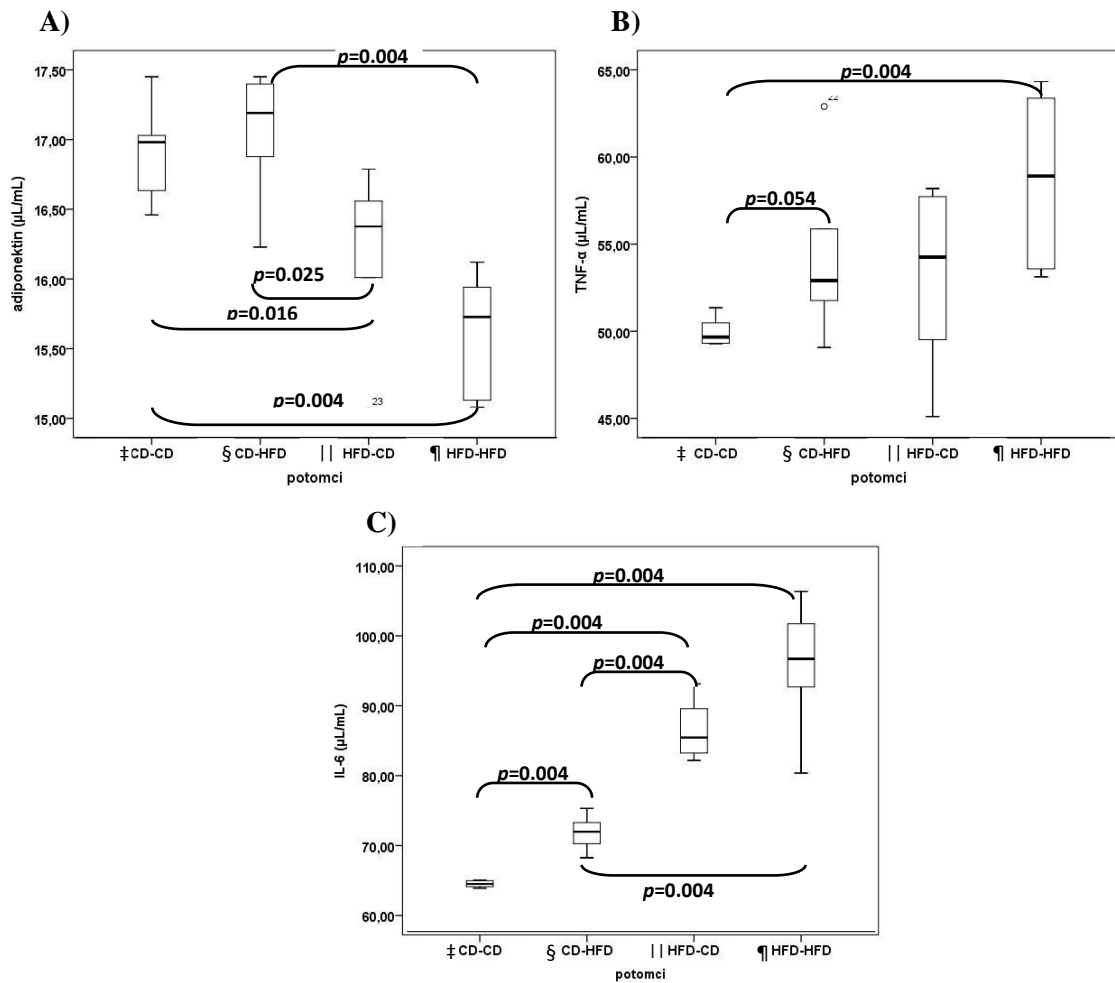 A)
p=0.004
17,50
17,00
16,50
16,00
15,50
15,00
adiponektin (µL/mL)
p=0.025
p=0.016
p=0.004
23
‡ CD-CD
§ CD-HFD
|| HFD-CD
¶ HFD-HFD
potomci
B)
p=0.004
65,00
60,00
55,00
50,00
45,00
TNF-α (µL/mL)
22
p=0.054
‡ CD-CD
§ CD-HFD
|| HFD-CD
¶ HFD-HFD
potomci
C)
110,00
100,00
90,00
80,00
70,00
60,00
IL-6 (µL/mL)
p=0.004
p=0.004
p=0.004
p=0.004
p=0.004
‡ CD-CD
§ CD-HFD
|| HFD-CD
¶ HFD-HFD
potomci